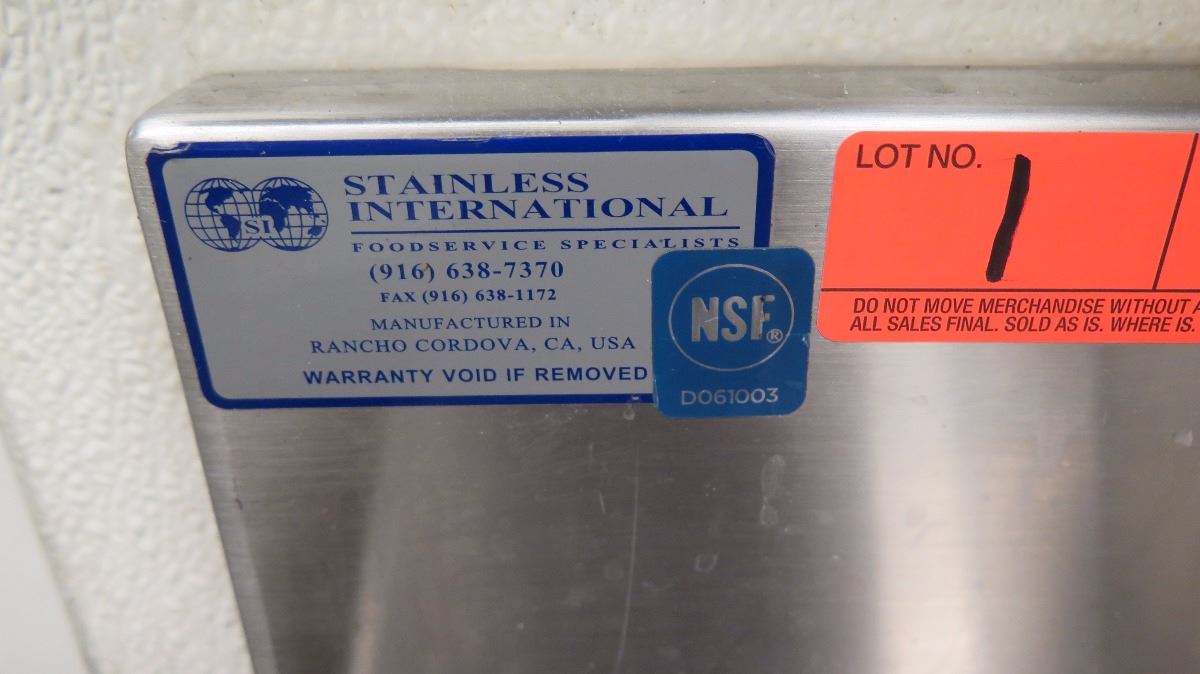 SI
STAINLESS
INTERNATIONAL
FOODSERVICE SPECIALISTS
(916) 638-7370
FAX (916) 638-1172
MANUFACTURED IN
RANCHO CORDOVA, CA, USA
WARRANTY VOID IF REMOVED
NSF®
D061003
LOT NO. 1
DO NOT MOVE MERCHANDISE WITHOUT
ALL SALES FINAL. SOLD AS IS. WHERE IS.